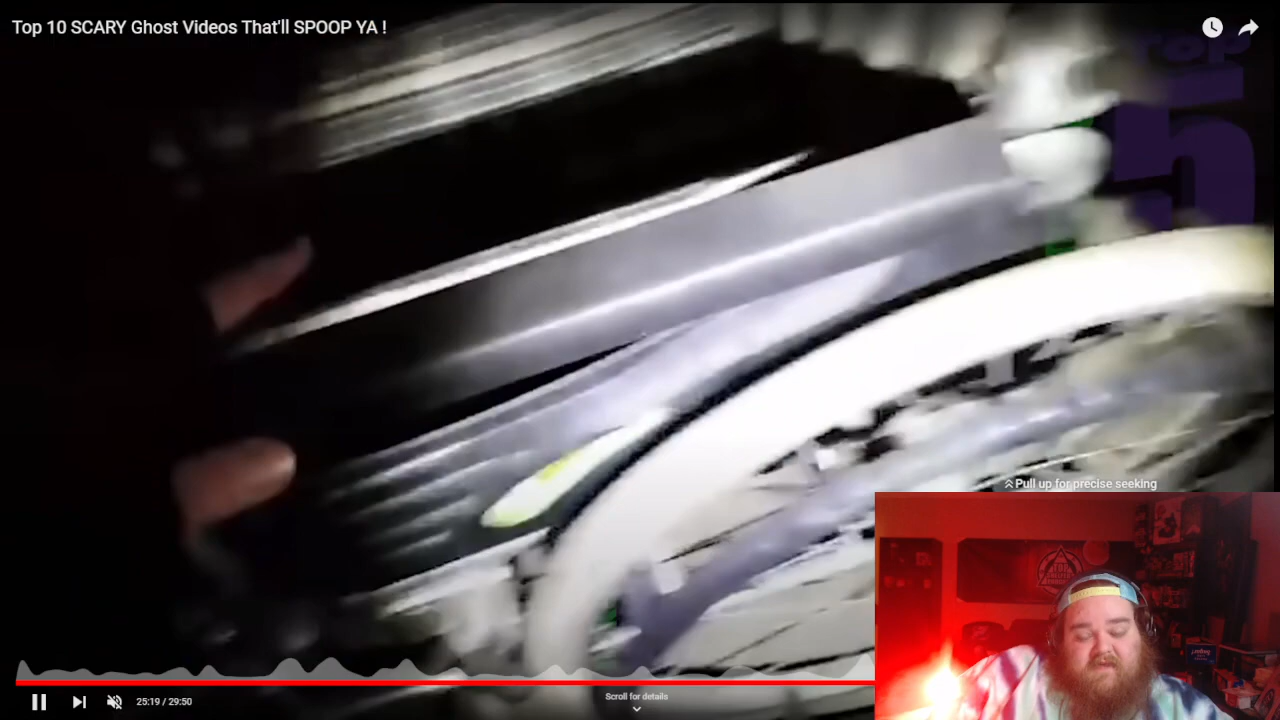 Top 10 SCARY Ghost Videos That'll SPOOP YA !
TOP
5
Pull up for precise seeking
25:19 / 29:50
Scroll for details